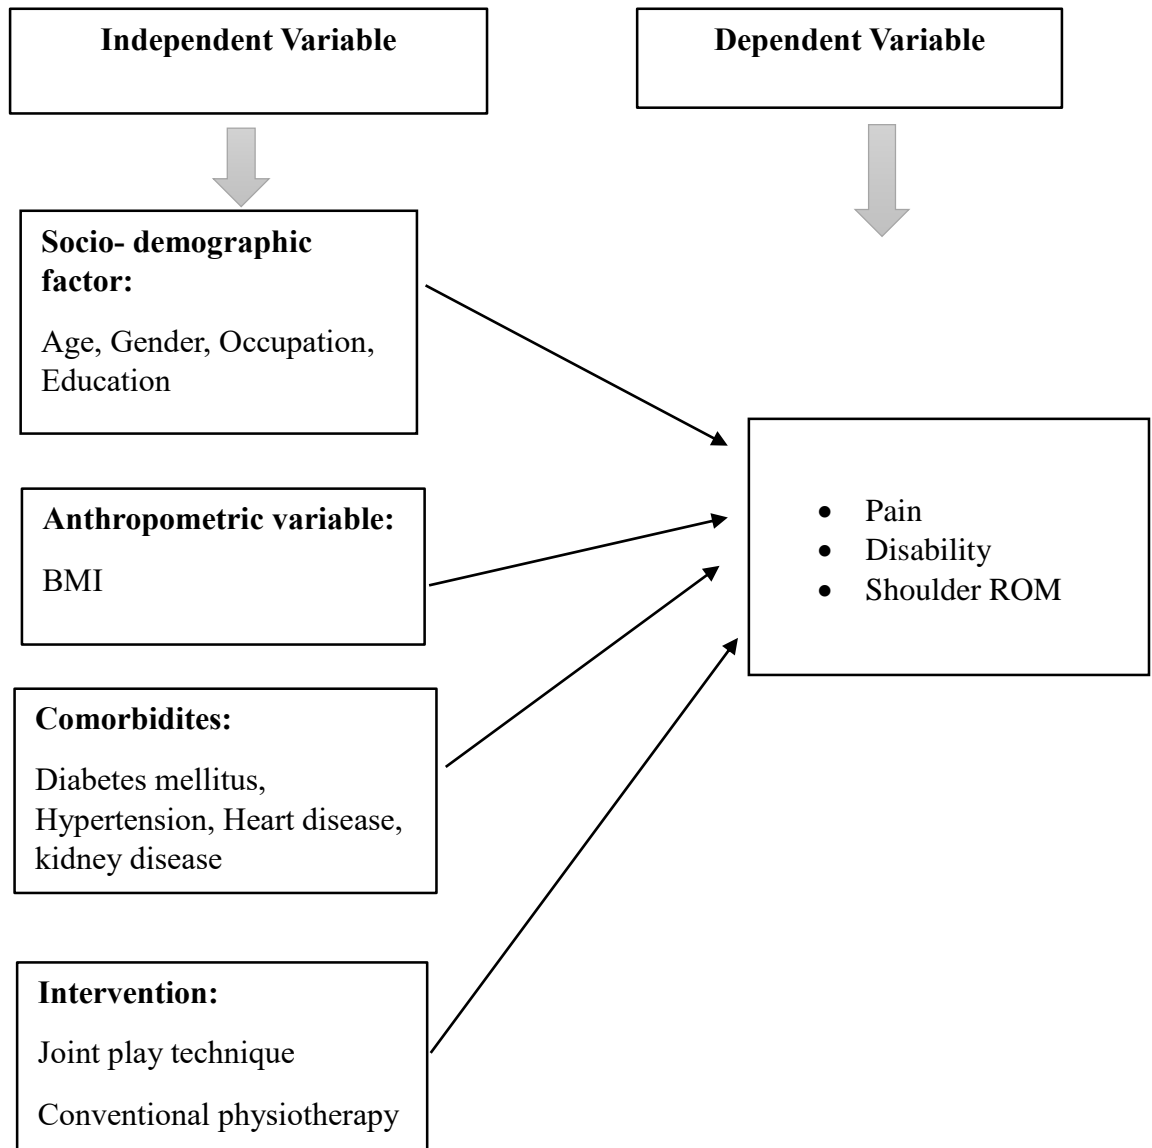 Independent Variable
Dependent Variable
Socio- demographic
factor:
Age, Gender, Occupation,
Education
Anthropometric variable:
BMI
Comorbidites:
Diabetes mellitus,
Hypertension, Heart disease,
kidney disease
Intervention:
Joint play technique
Conventional physiotherapy
• Pain
• Disability
• Shoulder ROM